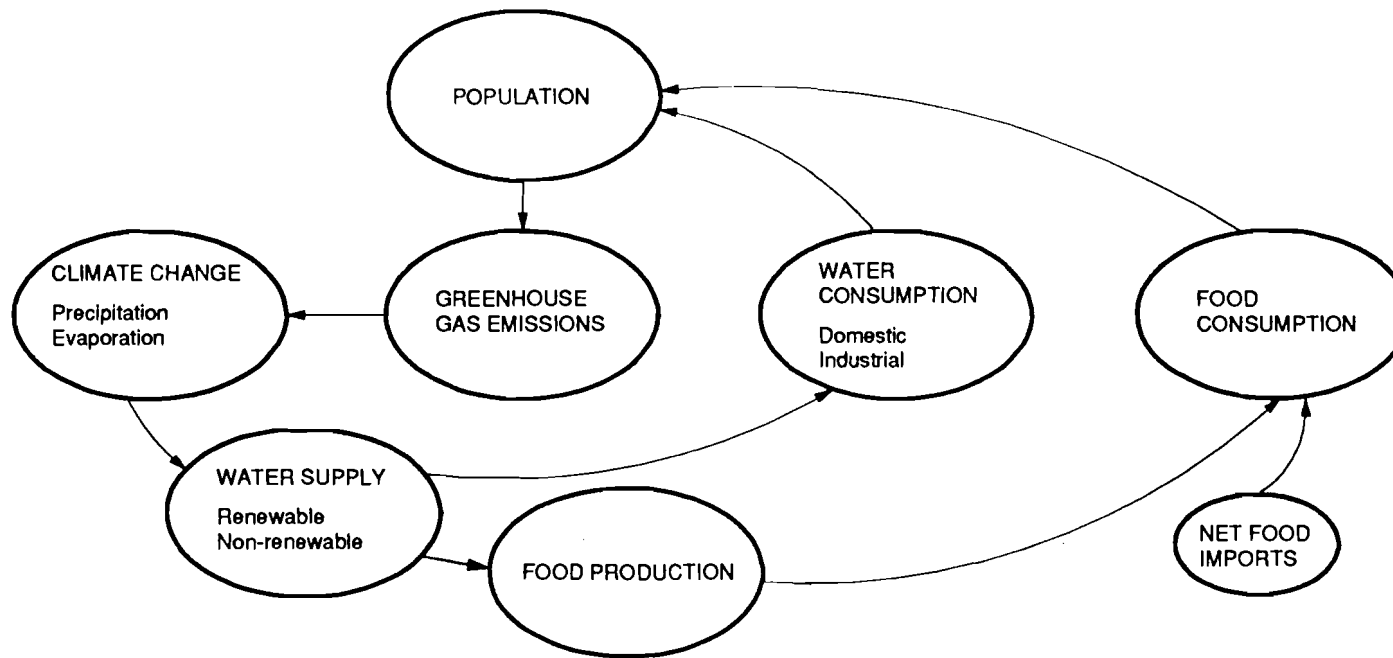 POPULATION
CLIMATE CHANGE
Precipitation
Evaporation
GREENHOUSE
GAS EMISSIONS
WATER
CONSUMPTION
Domestic
Industrial
FOOD
CONSUMPTION
WATER SUPPLY
Renewable
Non-renewable
FOOD PRODUCTION
NET FOOD
IMPORTS